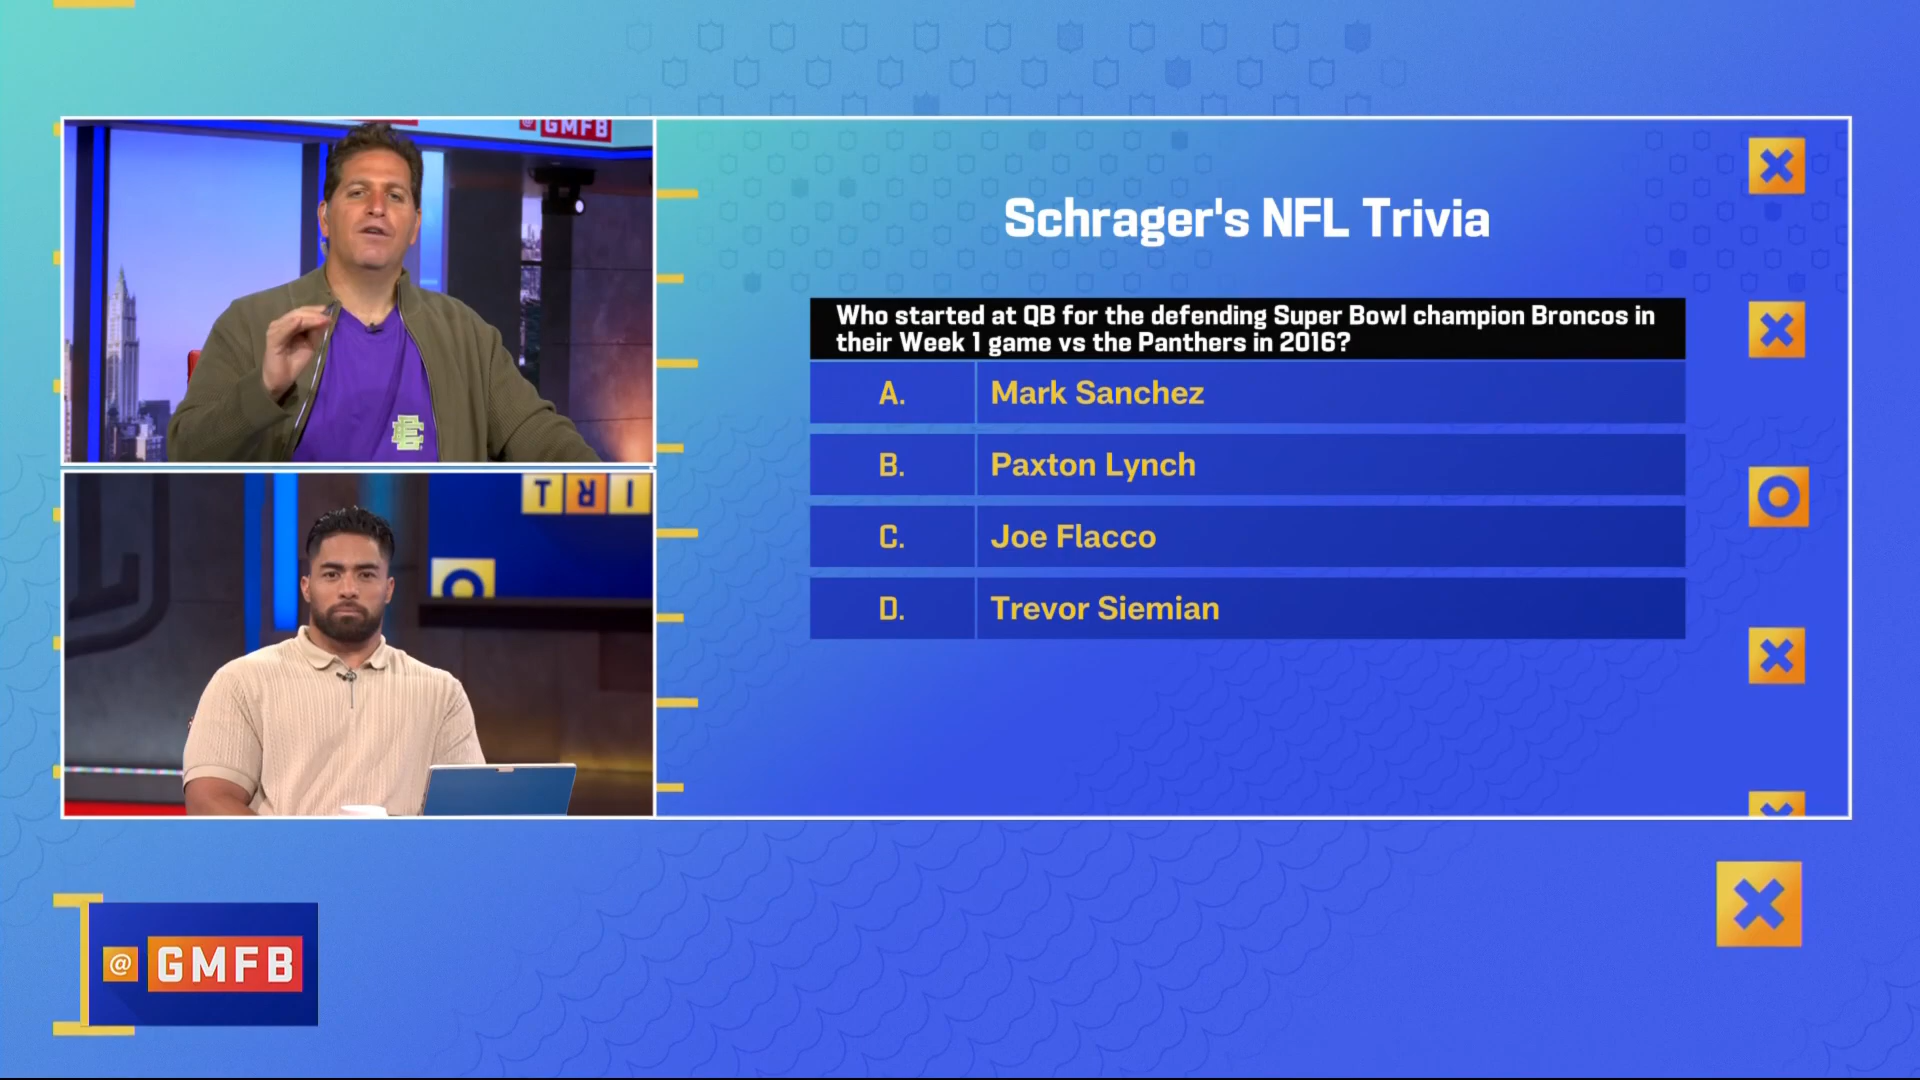 @ GMFB
TRI
Schrager's NFL Trivia
Who started at QB for the defending Super Bowl champion Broncos in
their Week 1 game vs the Panthers in 2016?
A. Mark Sanchez
B. Paxton Lynch
C. Joe Flacco
D. Trevor Siemian
@ GMFB